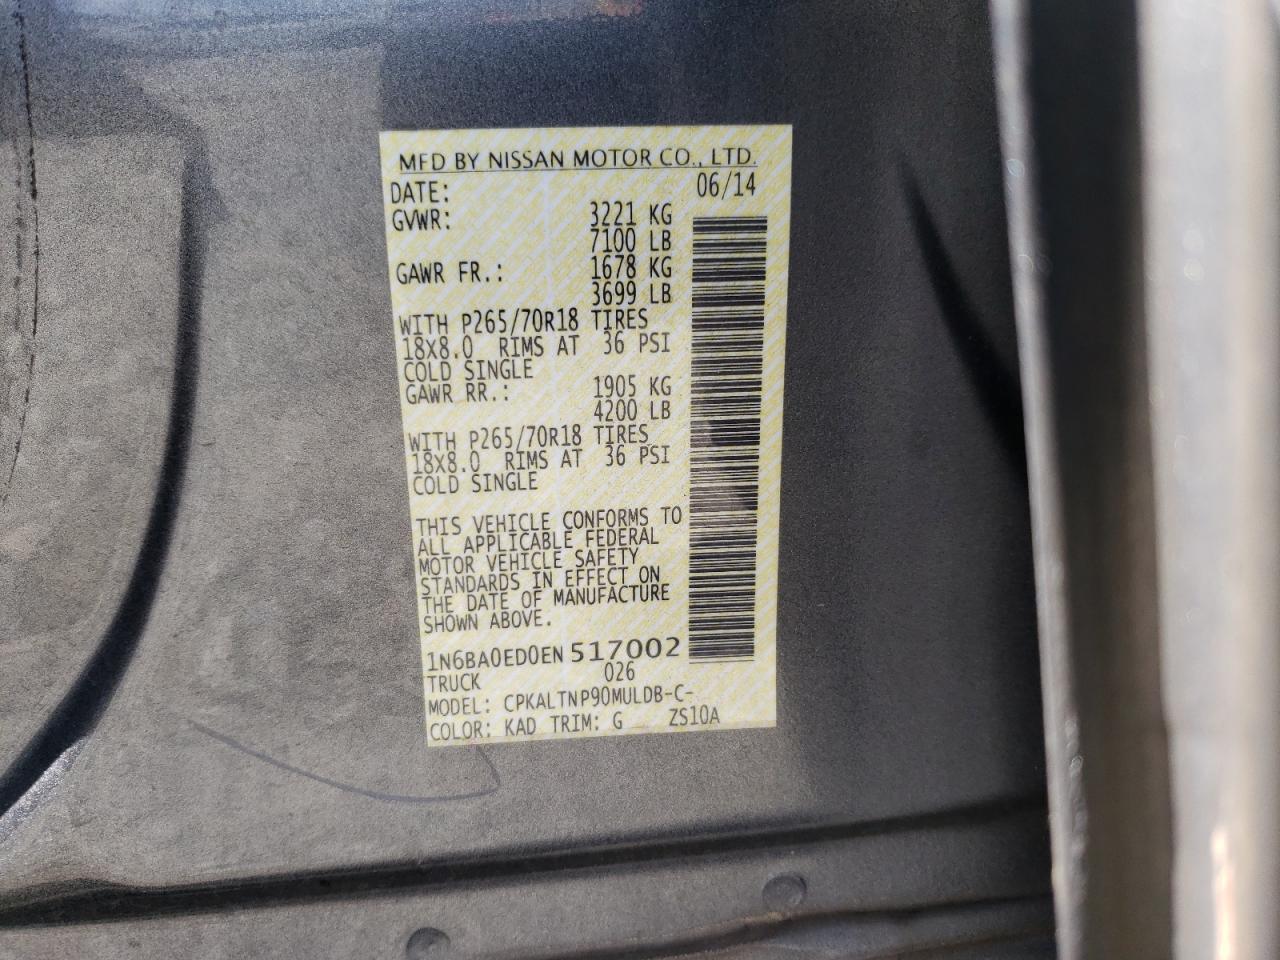 MFD BY NISSAN MOTOR CO., LTD.
DATE: 06/14
GVWR: 3221 KG
7100 LB
GAWR FR.: 1678 KG
3699 LB
WITH P265/70R18 TIRES
18X8.0 RIMS AT 36 PSI
COLD SINGLE
GAWR RR.: 1905 KG
4200 LB
WITH P265/70R18 TIRES
18X8.0 RIMS AT 36 PSI
COLD SINGLE
THIS VEHICLE CONFORMS TO
ALL APPLICABLE FEDERAL
MOTOR VEHICLE SAFETY
STANDARDS IN EFFECT ON
THE DATE OF MANUFACTURE
SHOWN ABOVE.
1N6BA0ED0EN517002
TRUCK 026
MODEL: CPKALTNP90MULDB-C-
COLOR: KAD TRIM: G ZS10A